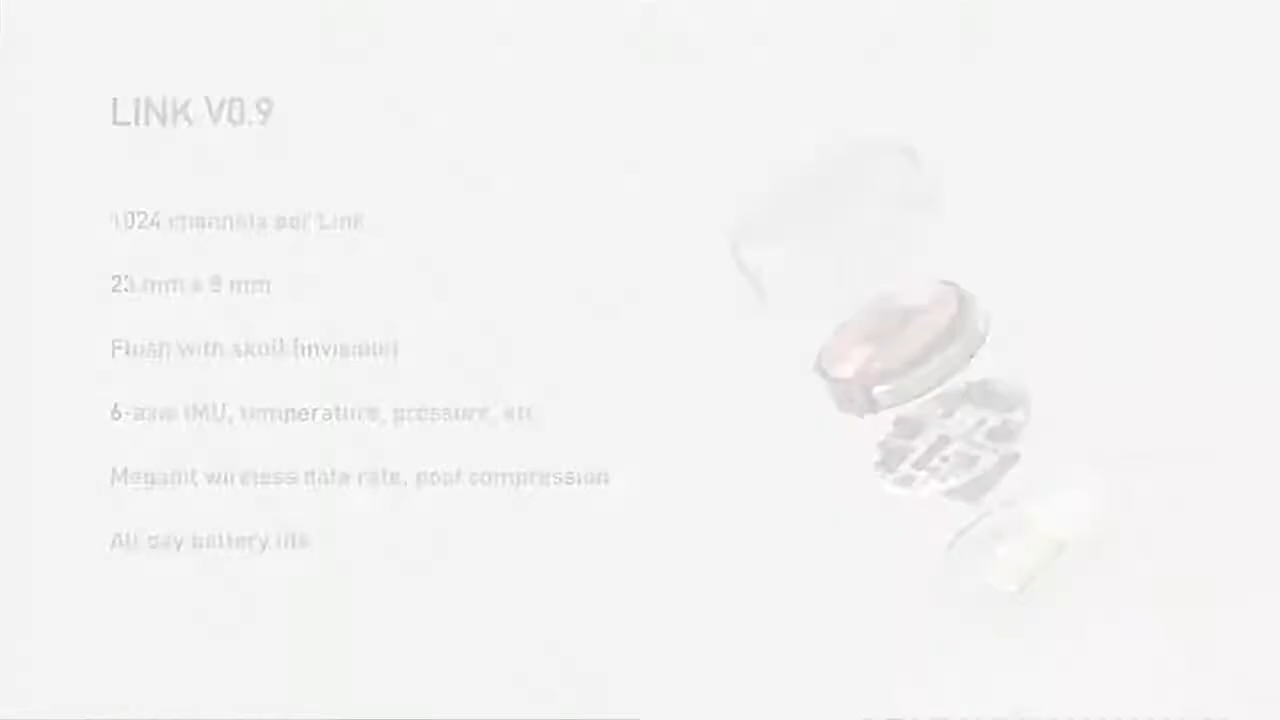 LINK V0.9
1024 channels per Link
23 mm x 8 mm
Flush with skull (invisible)
6-axis IMU, temperature, pressure, etc.
Megabit wireless data rate, post compression
All day battery life